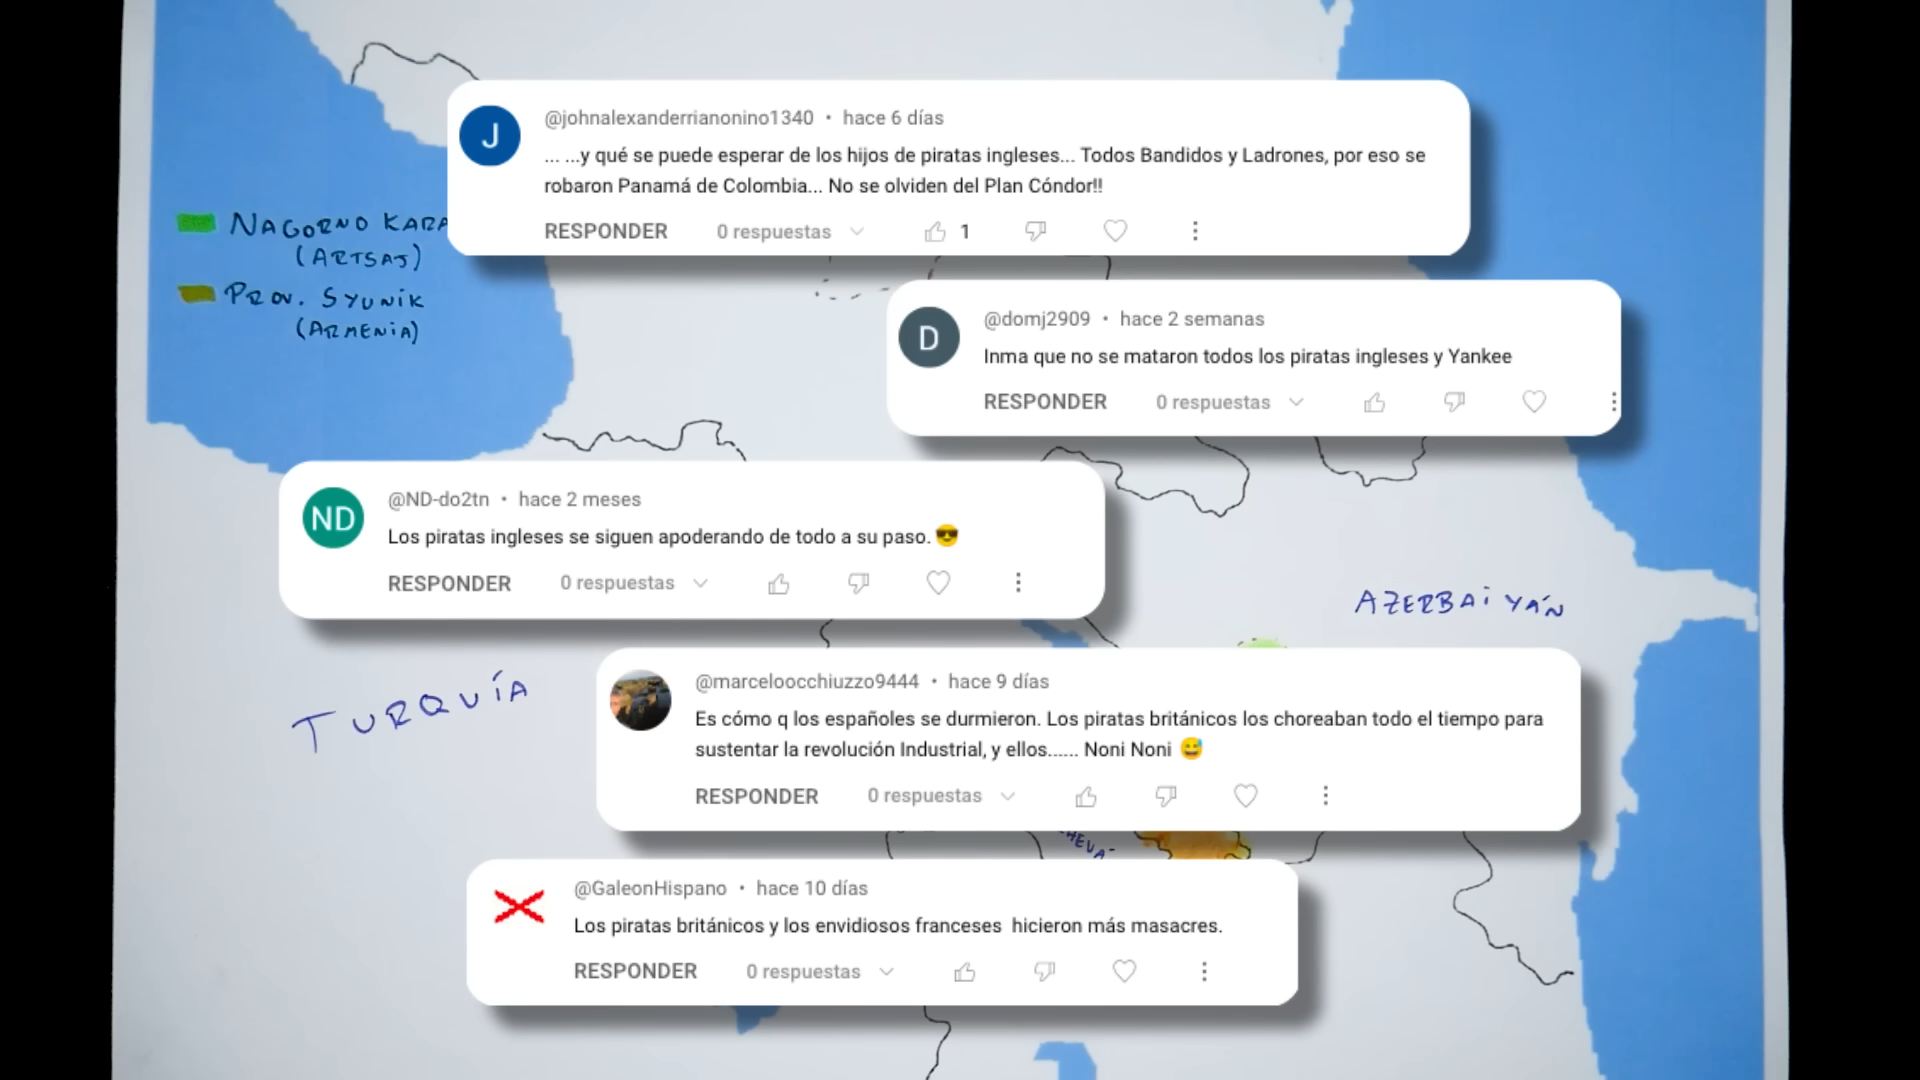 @johnalexanderrianonino1340 • hace 6 días
... ...y qué se puede esperar de los hijos de piratas ingleses... Todos Bandidos y Ladrones, por eso se
robaron Panamá de Colombia... No se olviden del Plan Cóndor!!
RESPONDER 0 respuestas 1
NAGORNO KARA
(ARTSAJ)
PROV. SYUNIK
(ARMENIA)
@domj2909 • hace 2 semanas
Inma que no se mataron todos los piratas ingleses y Yankee
RESPONDER 0 respuestas
@ND-do2tn • hace 2 meses
Los piratas ingleses se siguen apoderando de todo a su paso. 😎
RESPONDER 0 respuestas
AZERBAIYÁN
TURQUÍA
@marceloocchiuzzo9444 • hace 9 días
Es cómo q los españoles se durmieron. Los piratas británicos los choreaban todo el tiempo para
sustentar la revolución Industrial, y ellos...... Noni Noni 😅
RESPONDER 0 respuestas
@GaleonHispano • hace 10 días
Los piratas británicos y los envidiosos franceses hicieron más masacres.
RESPONDER 0 respuestas